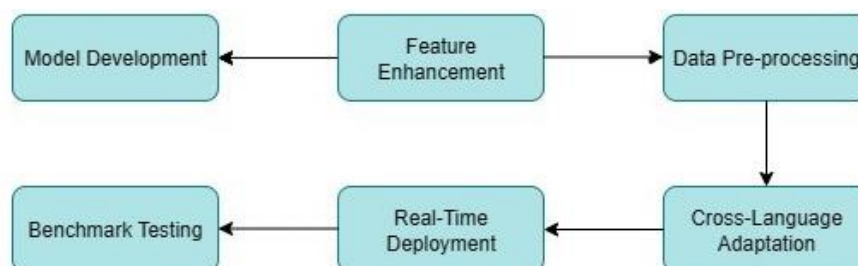 Model Development
Feature
Enhancement
Data Pre-processing
Benchmark Testing
Real-Time
Deployment
Cross-Language
Adaptation